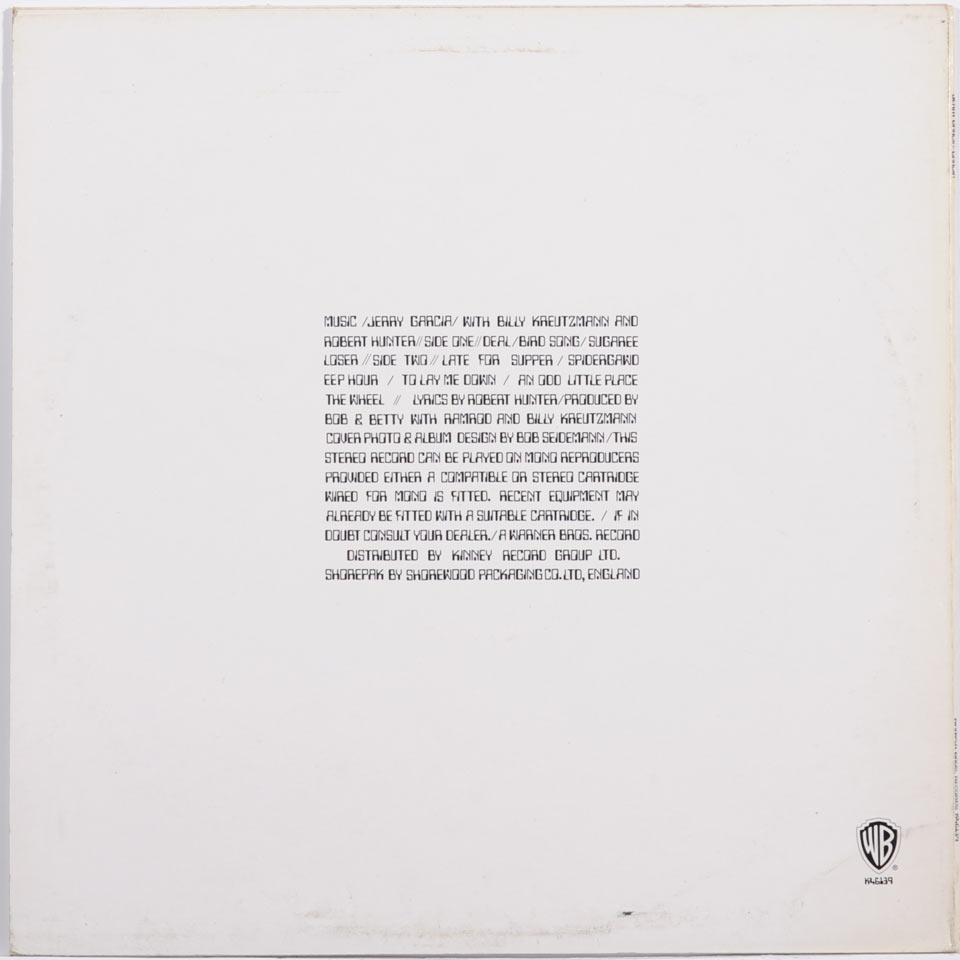 MUSIC /JERRY GARCIA/ WITH BILLY KREUTZMANN AND
ROBERT HUNTER//SIDE ONE//DEAL/BIRD SONG/SUGAREE
LOSER //SIDE TWO// LATE FOR SUPPER / SPIDERGAWD
EEP HOUR / TO LAY ME DOWN / AN ODD LITTLE PLACE
THE WHEEL // LYRICS BY ROBERT HUNTER/PRODUCED BY
BOB & BETTY WITH RAMROD AND BILLY KREUTZMANN
COVER PHOTO & ALBUM DESIGN BY BOB SEIDEMANN/THIS
STEREO RECORD CAN BE PLAYED ON MONO REPRODUCERS
PROVIDED EITHER A COMPATIBLE OR STEREO CARTRIDGE
WIRED FOR MONO IS FITTED. RECENT EQUIPMENT MAY
ALREADY BE FITTED WITH A SUITABLE CARTRIDGE. / IF IN
DOUBT CONSULT YOUR DEALER./A WARNER BROS. RECORD
DISTRIBUTED BY KINNEY RECORD GROUP LTD.
SHOREPAK BY SHOREWOOD PACKAGING CO.LTD, ENGLAND
WB
®
K46139